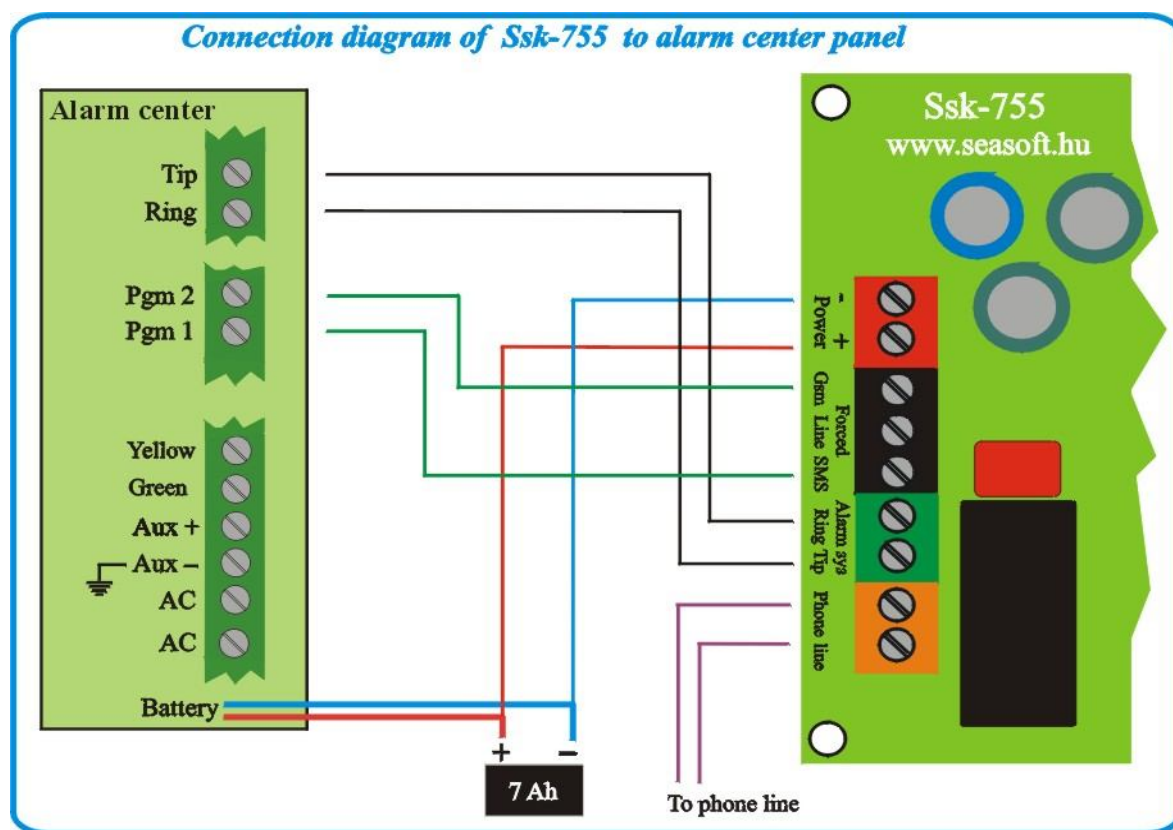 Connection diagram of Ssk-755 to alarm center panel
Alarm center
Tip
Ring
Pgm 2
Pgm 1
Yellow
Green
Aux +
Aux –
AC
AC
Battery
+ –
7 Ah
To phone line
Ssk-755
www.seasoft.hu
- +
Power
Gsm Line SMS
Forced
Ring Tip
Alarm sys
Phone line